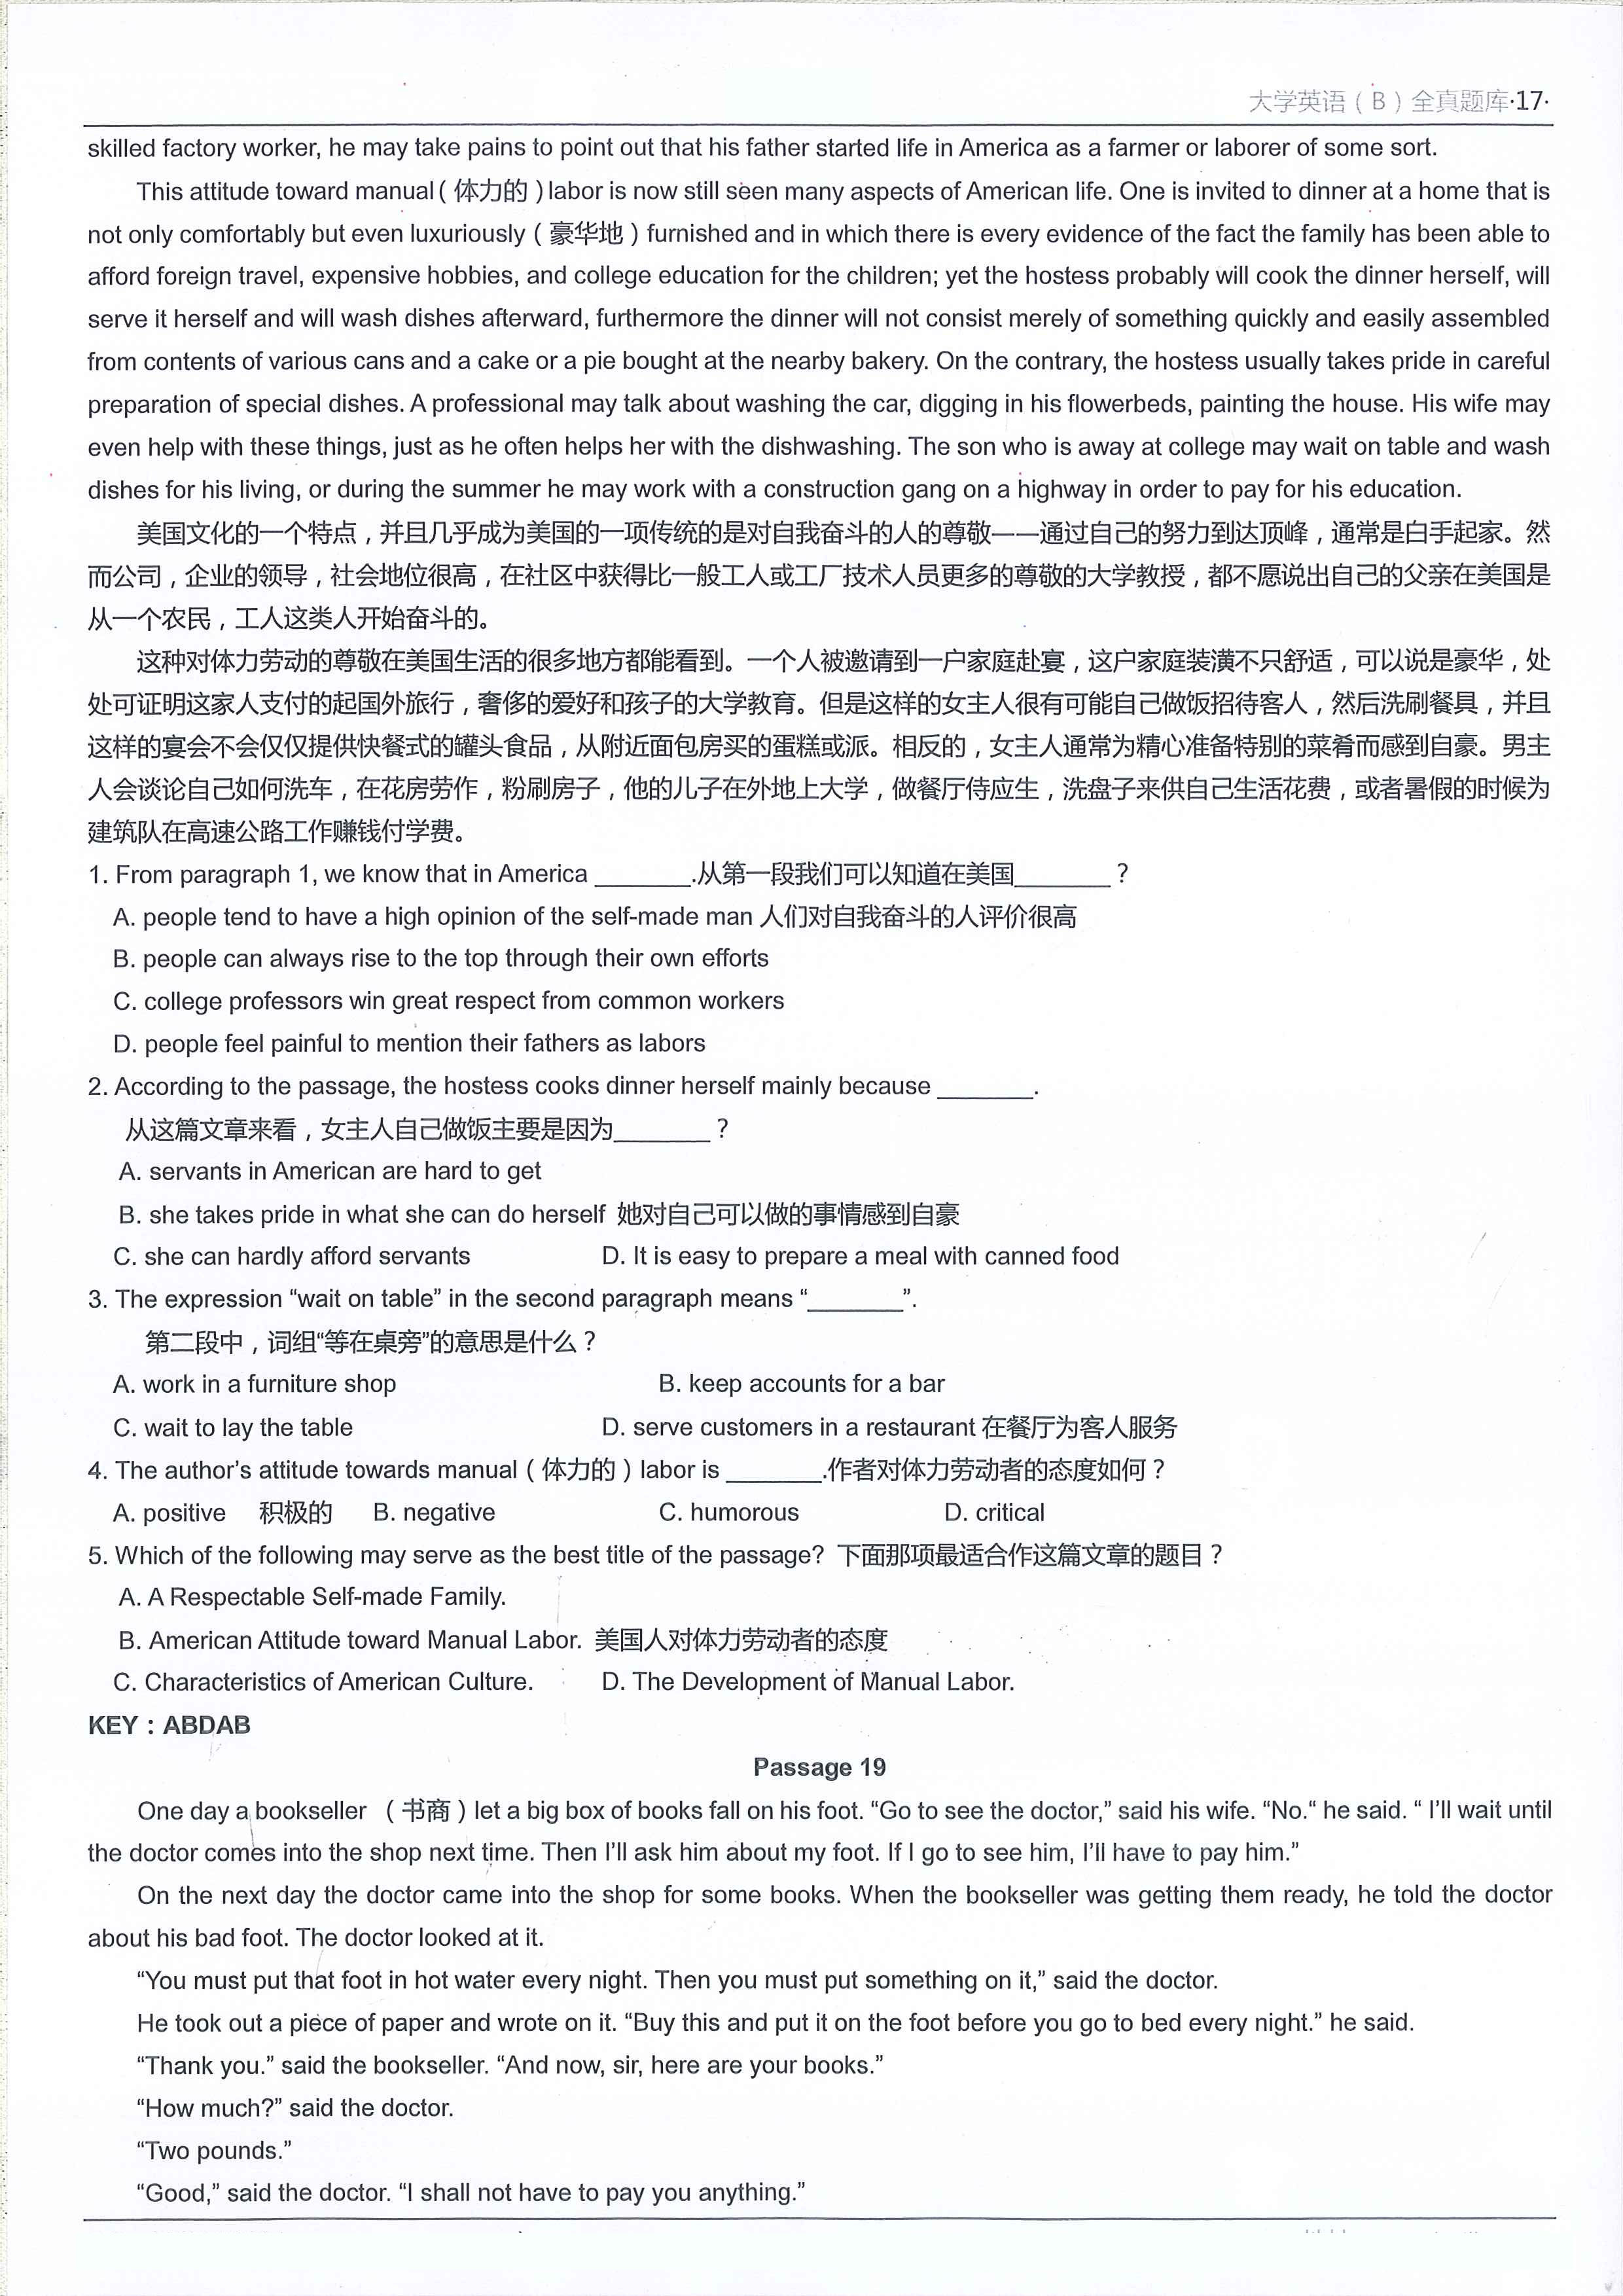 大学英语（B）全真题库·17·
skilled factory worker, he may take pains to point out that his father started life in America as a farmer or laborer of some sort.
This attitude toward manual（体力的）labor is now still seen many aspects of American life. One is invited to dinner at a home that is
not only comfortably but even luxuriously（豪华地）furnished and in which there is every evidence of the fact the family has been able to
afford foreign travel, expensive hobbies, and college education for the children; yet the hostess probably will cook the dinner herself, will
serve it herself and will wash dishes afterward, furthermore the dinner will not consist merely of something quickly and easily assembled
from contents of various cans and a cake or a pie bought at the nearby bakery. On the contrary, the hostess usually takes pride in careful
preparation of special dishes. A professional may talk about washing the car, digging in his flowerbeds, painting the house. His wife may
even help with these things, just as he often helps her with the dishwashing. The son who is away at college may wait on table and wash
dishes for his living, or during the summer he may work with a construction gang on a highway in order to pay for his education.
美国文化的一个特点，并且几乎成为美国的一项传统的是对自我奋斗的人的尊敬——通过自己的努力到达顶峰，通常是白手起家。然
而公司，企业的领导，社会地位很高，在社区中获得比一般工人或工厂技术人员更多的尊敬的大学教授，都不愿说出自己的父亲在美国是
从一个农民，工人这类人开始奋斗的。
这种对体力劳动的尊敬在美国生活的很多地方都能看到。一个人被邀请到一户家庭赴宴，这户家庭装潢不只舒适，可以说是豪华，处
处可证明这家人支付的起国外旅行，奢侈的爱好和孩子的大学教育。但是这样的女主人很有可能自己做饭招待客人，然后洗刷餐具，并且
这样的宴会不会仅仅提供快餐式的罐头食品，从附近面包房买的蛋糕或派。相反的，女主人通常为精心准备特别的菜肴而感到自豪。男主
人会谈论自己如何洗车，在花房劳作，粉刷房子，他的儿子在外地上大学，做餐厅侍应生，洗盘子来供自己生活花费，或者暑假的时候为
建筑队在高速公路工作赚钱付学费。
1. From paragraph 1, we know that in America _______.从第一段我们可以知道在美国_______？
A. people tend to have a high opinion of the self-made man 人们对自我奋斗的人评价很高
B. people can always rise to the top through their own efforts
C. college professors win great respect from common workers
D. people feel painful to mention their fathers as labors
2. According to the passage, the hostess cooks dinner herself mainly because _______.
从这篇文章来看，女主人自己做饭主要是因为_______？
A. servants in American are hard to get
B. she takes pride in what she can do herself 她对自己可以做的事情感到自豪
C. she can hardly afford servants D. It is easy to prepare a meal with canned food
3. The expression “wait on table” in the second paragraph means “_______”.
第二段中，词组“等在桌旁”的意思是什么？
A. work in a furniture shop B. keep accounts for a bar
C. wait to lay the table D. serve customers in a restaurant 在餐厅为客人服务
4. The author’s attitude towards manual（体力的）labor is _______.作者对体力劳动者的态度如何？
A. positive 积极的 B. negative C. humorous D. critical
5. Which of the following may serve as the best title of the passage? 下面那项最适合作这篇文章的题目？
A. A Respectable Self-made Family.
B. American Attitude toward Manual Labor. 美国人对体力劳动者的态度
C. Characteristics of American Culture. D. The Development of Manual Labor.
KEY：ABDAB
Passage 19
One day a bookseller （书商）let a big box of books fall on his foot. “Go to see the doctor,” said his wife. “No.“ he said. “ I’ll wait until
the doctor comes into the shop next time. Then I’ll ask him about my foot. If I go to see him, I’ll have to pay him.”
On the next day the doctor came into the shop for some books. When the bookseller was getting them ready, he told the doctor
about his bad foot. The doctor looked at it.
“You must put that foot in hot water every night. Then you must put something on it,” said the doctor.
He took out a piece of paper and wrote on it. “Buy this and put it on the foot before you go to bed every night.” he said.
“Thank you.” said the bookseller. “And now, sir, here are your books.”
“How much?” said the doctor.
“Two pounds.”
“Good,” said the doctor. “I shall not have to pay you anything.”